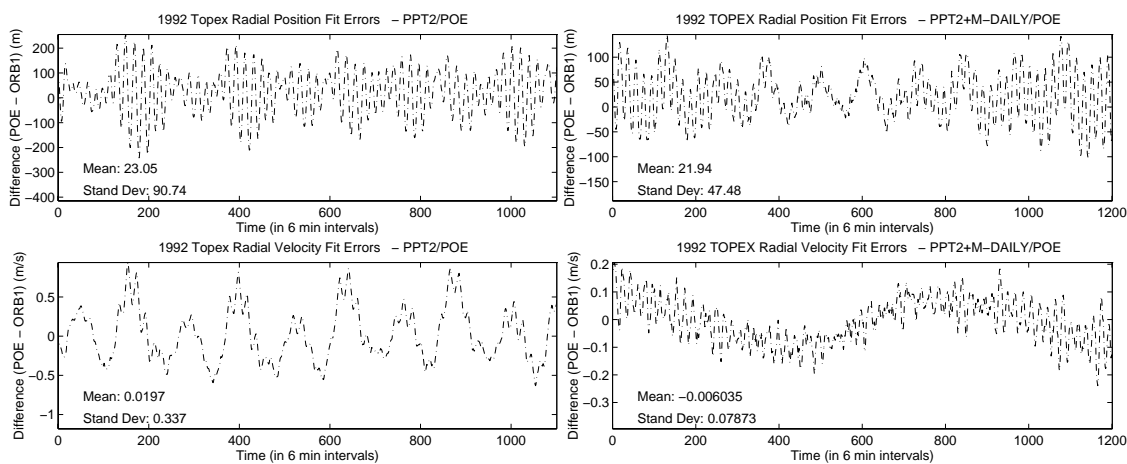 1992 Topex Radial Position Fit Errors − PPT2/POE
Difference (POE − ORB1) (m)
200
100
0
−100
−200
−300
−400
Mean: 23.05
Stand Dev: 90.74
0 200 400 600 800 1000
Time (in 6 min intervals)
1992 TOPEX Radial Position Fit Errors − PPT2+M−DAILY/POE
Difference (POE − ORB1) (m)
100
50
0
−50
−100
−150
Mean: 21.94
Stand Dev: 47.48
0 200 400 600 800 1000 1200
Time (in 6 min intervals)
1992 Topex Radial Velocity Fit Errors − PPT2/POE
Difference (POE − ORB1) (m/s)
0.5
0
−0.5
−1
Mean: 0.0197
Stand Dev: 0.337
0 200 400 600 800 1000
Time (in 6 min intervals)
1992 TOPEX Radial Velocity Fit Errors − PPT2+M−DAILY/POE
Difference (POE − ORB1) (m/s)
0.2
0.1
0
−0.1
−0.2
−0.3
Mean: −0.006035
Stand Dev: 0.07873
0 200 400 600 800 1000 1200
Time (in 6 min intervals)